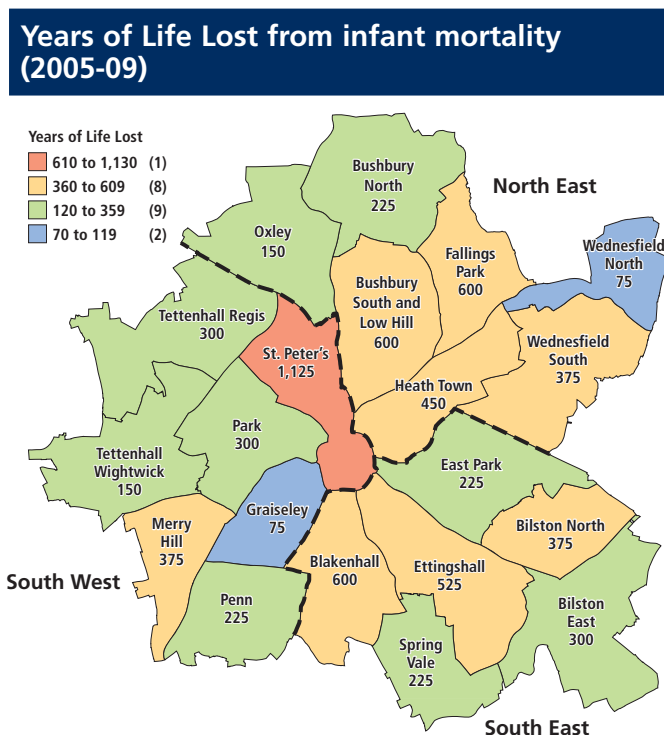 Years of Life Lost from infant mortality
(2005-09)
Years of Life Lost
610 to 1,130 (1)
360 to 609 (8)
120 to 359 (9)
70 to 119 (2)
Bushbury
North
225
North East
Oxley
150
Fallings
Park
600
Wednesfield
North
75
Bushbury
South and
Low Hill
600
Tettenhall Regis
300
St. Peter's
1,125
Wednesfield
South
375
Heath Town
450
Park
300
Tettenhall
Wightwick
150
East Park
225
Graiseley
75
Merry
Hill
375
Bilston North
375
South West
Blakenhall
600
Ettingshall
525
Penn
225
Bilston
East
300
Spring
Vale
225
South East